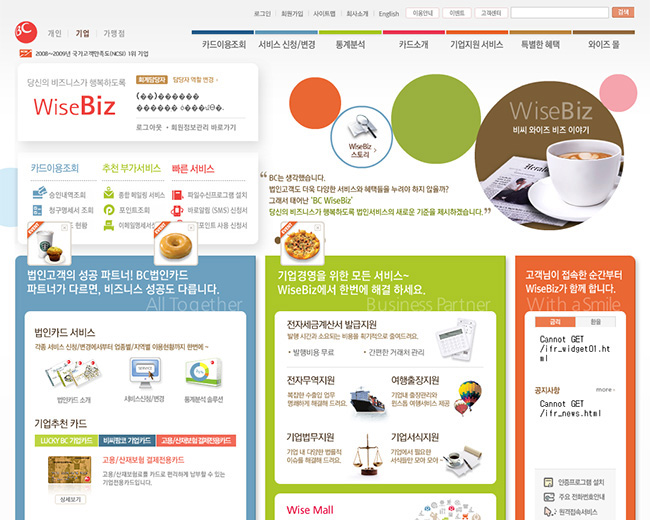 로그인 회원가입 사이트맵 회사소개 English 이용안내 이벤트 고객센터 검색
BC 개인 기업 가맹점
2008~2009년 국가고객만족도(NCSI) 1위 기업
카드이용조회 서비스 신청/변경 통계분석 카드소개 기업지원 서비스 특별한 혜택 와이즈 몰
당신의 비즈니스가 행복하도록
WiseBiz
회계담당자 담당자 역할 변경
로그아웃 • 회원정보관리 바로가기
WiseBiz
스토리
WiseBiz
비씨 와이즈 비즈 이야기
카드이용조회
승인내역조회
청구명세서 조회
현황
추천 부가서비스
종합 메일링 서비스
포인트조회
이메일명세서
빠른 서비스
파일수신프로그램 설치
바로알림 (SMS) 신청서
포인트 사용 신청서
“BC는 생각했습니다.
법인고객도 더욱 다양한 서비스와 혜택들을 누려야 하지 않을까?
그래서 태어난 'BC WiseBiz'
당신의 비즈니스가 행복하도록 법인서비스의 새로운 기준을 제시하겠습니다.”
법인고객의 성공 파트너! BC법인카드
파트너가 다르면, 비즈니스 성공도 다릅니다.
All Together
법인카드 서비스
각종 서비스 신청/변경에서부터 업종별/지역별 이용현황까지 한번에 ~
법인카드 소개
서비스신청/변경
통계분석 솔루션
기업추천 카드
LUCKY BC 기업카드 비씨탑코 기업카드 고용/산재보험료 결제전용카드
고용/산재보험료 결제전용카드
고용/산재보험료를 카드로 편리하게 납부할 수 있는
기업전용카드입니다.
상세보기
기업경영을 위한 모든 서비스~
WiseBiz에서 한번에 해결 하세요.
Business Partner
전자세금계산서 발급지원
발행 시간과 소요되는 비용을 획기적으로 줄여드려요.
• 발행비용 무료 • 간편한 거래처 관리
전자무역지원
복잡한 수출입 업무
명쾌하게 해결해 드려요.
여행출장지원
기업내 출장관리와
원스톱 여행서비스 제공
기업법무지원
기업 내 다양한 법률적
이슈를 해결해 드려요.
기업서식지원
기업에서 필요한
서식들만 모아 모아 ~
Wise Mall
고객님이 접속한 순간부터
WiseBiz가 함께 합니다.
With a Smile
금리 환율
Cannot GET
/ifr_widget01.ht
ml
공지사항 more
Cannot GET
/ifr_news.html
인증프로그램 설치
주요 전화번호안내
원격접속서비스